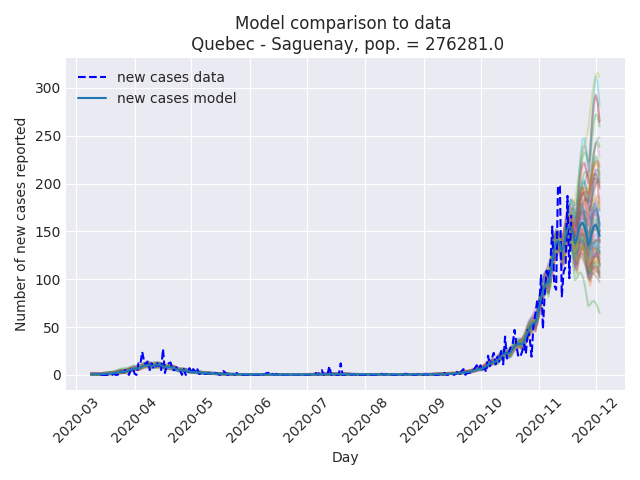 Model comparison to data
Quebec - Saguenay, pop. = 276281.0
new cases data
new cases model
Number of new cases reported
300
250
200
150
100
50
0
2020-03
2020-04
2020-05
2020-06
2020-07
2020-08
2020-09
2020-10
2020-11
2020-12
Day